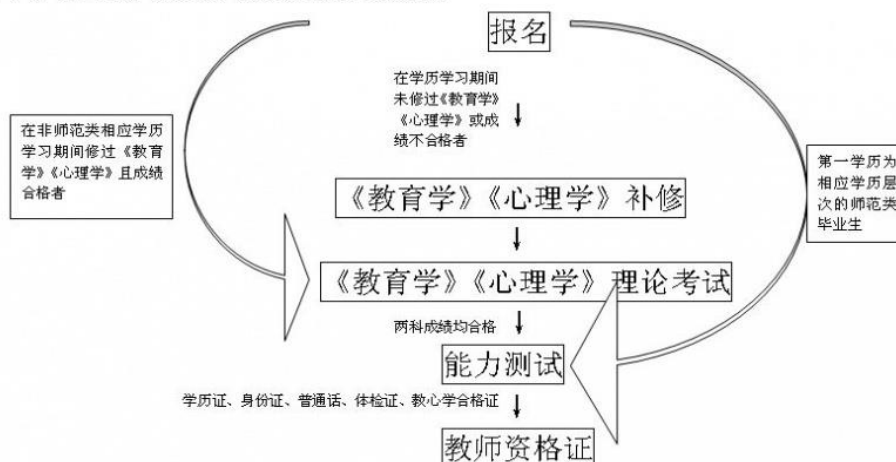 报名
在学历学习期间
未修过《教育学》
《心理学》或成
绩不合格者
在非师范类相应学历
学习期间修过《教育
学》《心理学》且成绩
合格者
第一学历为
相应学历层
次的师范类
毕业生
《教育学》《心理学》补修
《教育学》《心理学》理论考试
两科成绩均合格
能力测试
学历证、身份证、普通话、体检证、教心学合格证
教师资格证